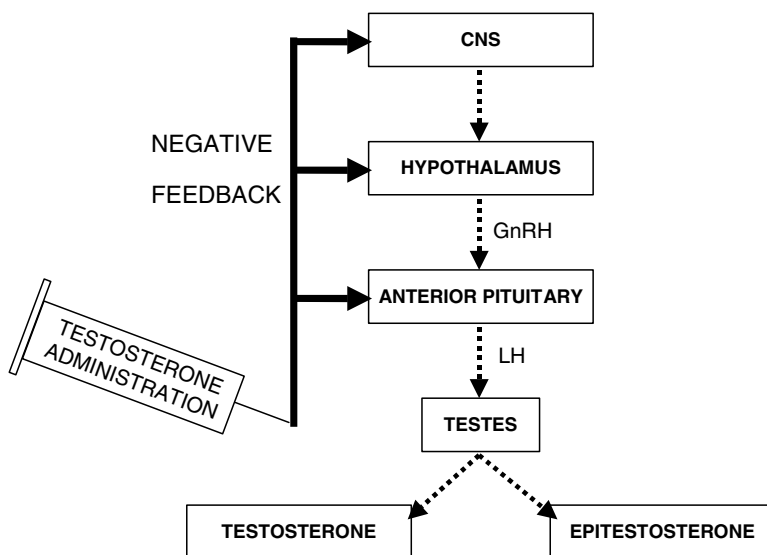 CNS
NEGATIVE
FEEDBACK
HYPOTHALAMUS
GnRH
ANTERIOR PITUITARY
TESTOSTERONE
ADMINISTRATION
LH
TESTES
TESTOSTERONE
EPITESTOSTERONE